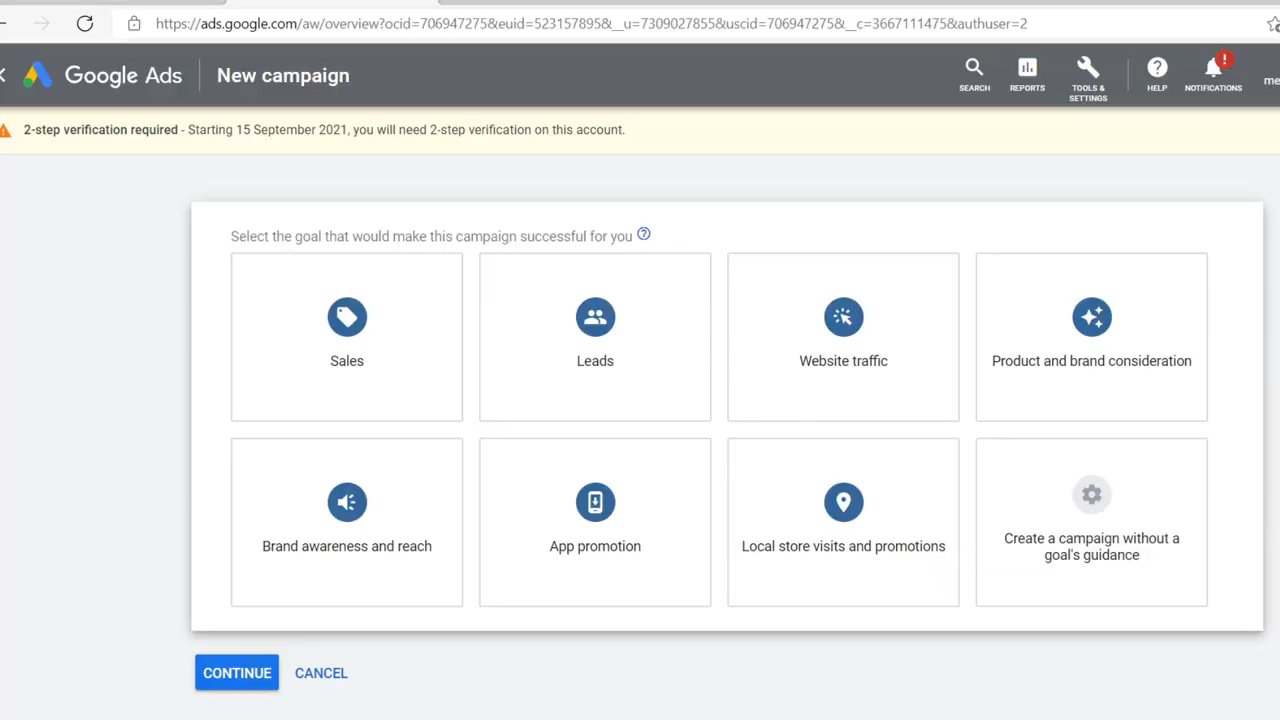 https://ads.google.com/aw/overview?ocid=706947275&euid=523157895&__u=7309027855&uscid=706947275&__c=3667111475&authuser=2
Google Ads New campaign
SEARCH REPORTS TOOLS & SETTINGS HELP NOTIFICATIONS
2-step verification required - Starting 15 September 2021, you will need 2-step verification on this account.
Select the goal that would make this campaign successful for you
Sales
Leads
Website traffic
Product and brand consideration
Brand awareness and reach
App promotion
Local store visits and promotions
Create a campaign without a
goal's guidance
CONTINUE CANCEL